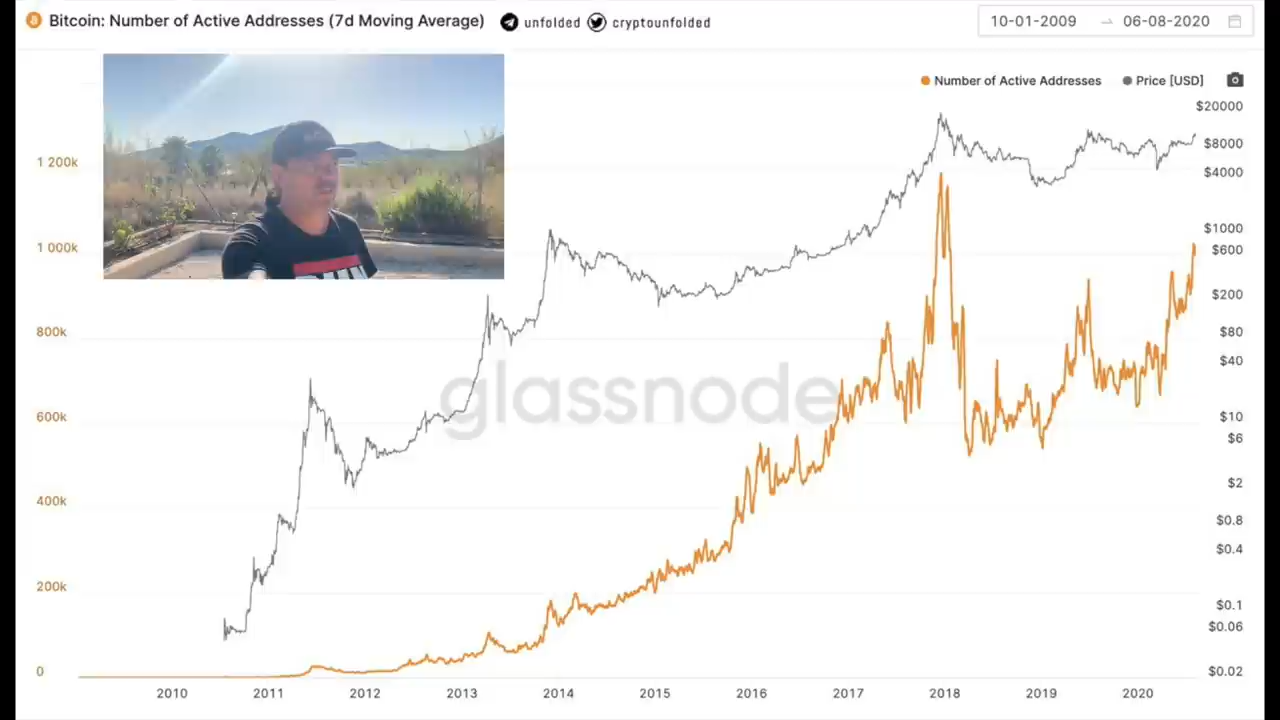 Bitcoin: Number of Active Addresses (7d Moving Average) unfolded cryptounfolded
10-01-2009 → 06-08-2020
Number of Active Addresses Price [USD]
1 200k
1 000k
800k
600k
400k
200k
0
$20000
$8000
$4000
$1000
$600
$200
$80
$40
$10
$6
$2
$0.8
$0.4
$0.1
$0.06
$0.02
glassnode
2010 2011 2012 2013 2014 2015 2016 2017 2018 2019 2020